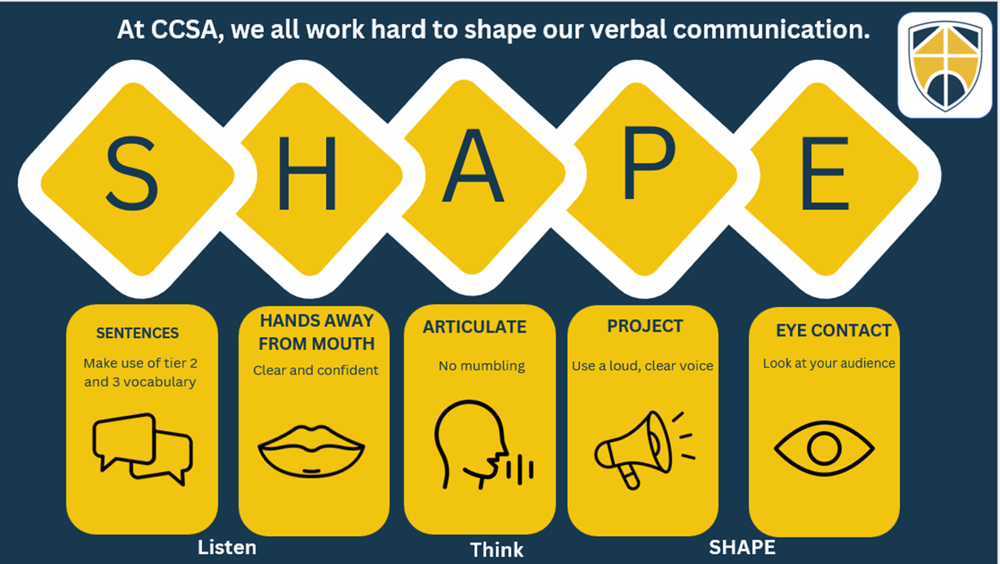 At CCSA, we all work hard to shape our verbal communication.
S H A P E
SENTENCES
Make use of tier 2
and 3 vocabulary
HANDS AWAY
FROM MOUTH
Clear and confident
ARTICULATE
No mumbling
PROJECT
Use a loud, clear voice
EYE CONTACT
Look at your audience
Listen
Think
SHAPE